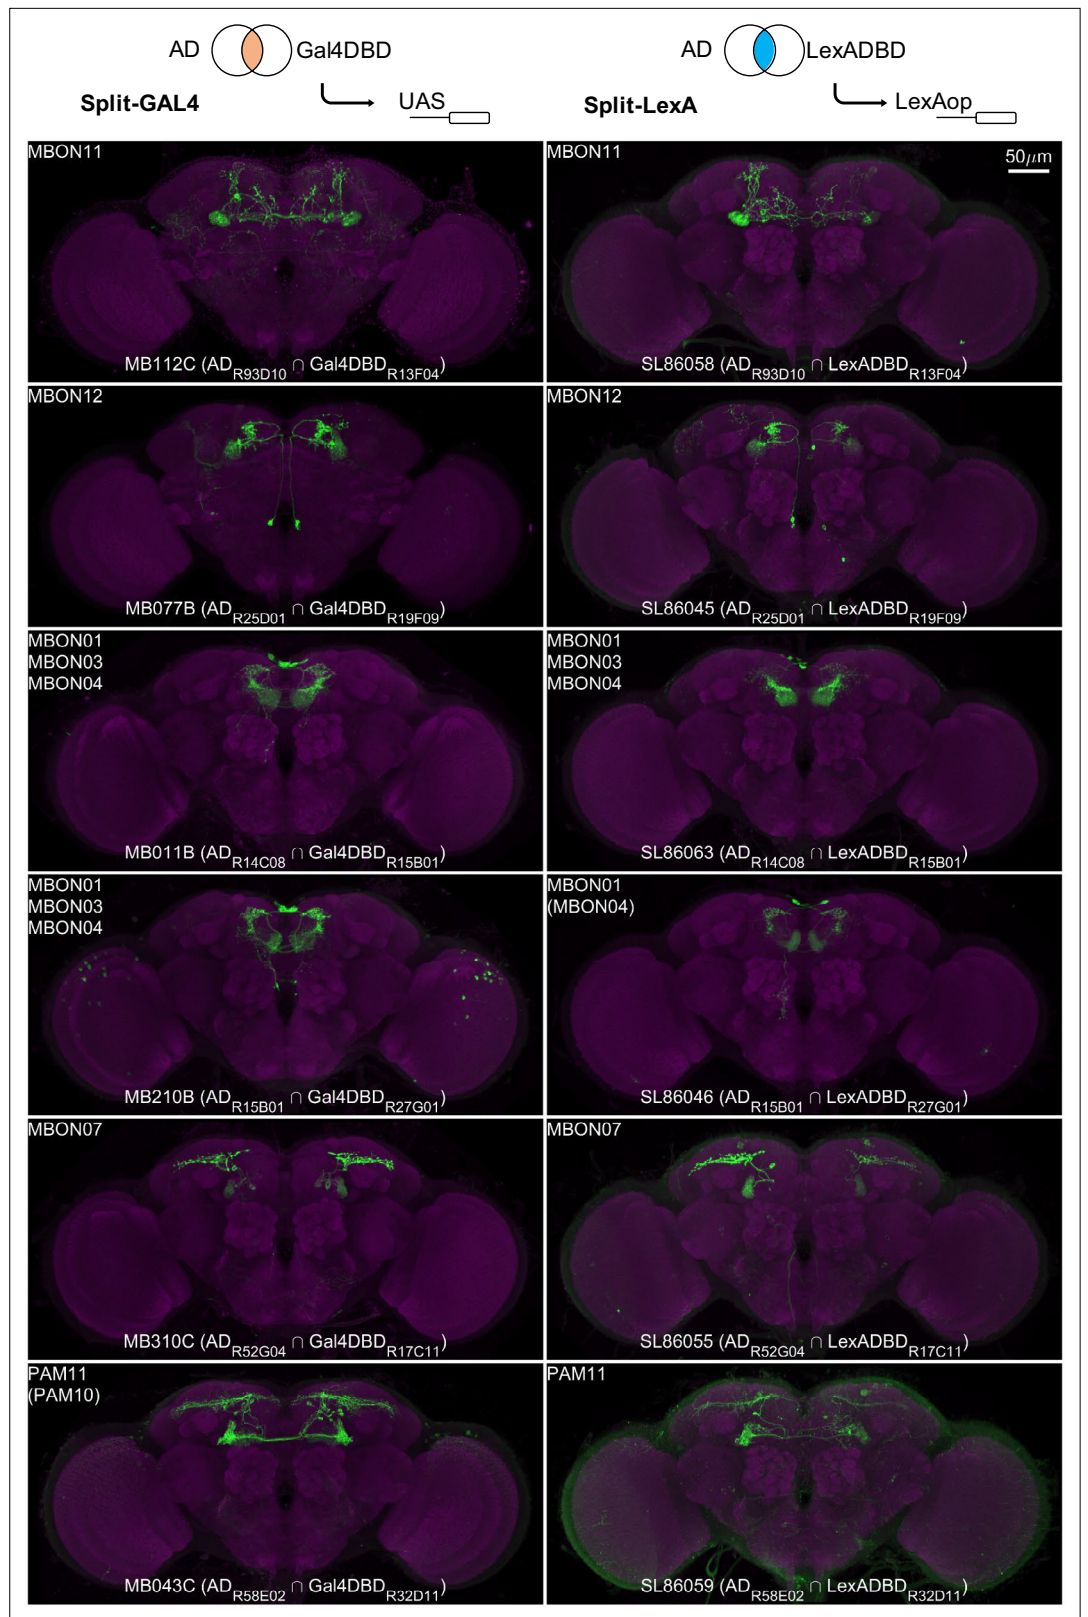 AD Gal4DBD
Split-GAL4 UAS
AD LexADBD
Split-LexA LexAop
MBON11
MB112C (AD R93D10 ∩ Gal4DBD R13F04)
MBON11
50μm
SL86058 (AD R93D10 ∩ LexADBD R13F04)
MBON12
MB077B (AD R25D01 ∩ Gal4DBD R19F09)
MBON12
SL86045 (AD R25D01 ∩ LexADBD R19F09)
MBON01
MBON03
MBON04
MB011B (AD R14C08 ∩ Gal4DBD R15B01)
MBON01
MBON03
MBON04
SL86063 (AD R14C08 ∩ LexADBD R15B01)
MBON01
MBON03
MBON04
MB210B (AD R15B01 ∩ Gal4DBD R27G01)
MBON01
(MBON04)
SL86046 (AD R15B01 ∩ LexADBD R27G01)
MBON07
MB310C (AD R52G04 ∩ Gal4DBD R17C11)
MBON07
SL86055 (AD R52G04 ∩ LexADBD R17C11)
PAM11
(PAM10)
MB043C (AD R58E02 ∩ Gal4DBD R32D11)
PAM11
SL86059 (AD R58E02 ∩ LexADBD R32D11)